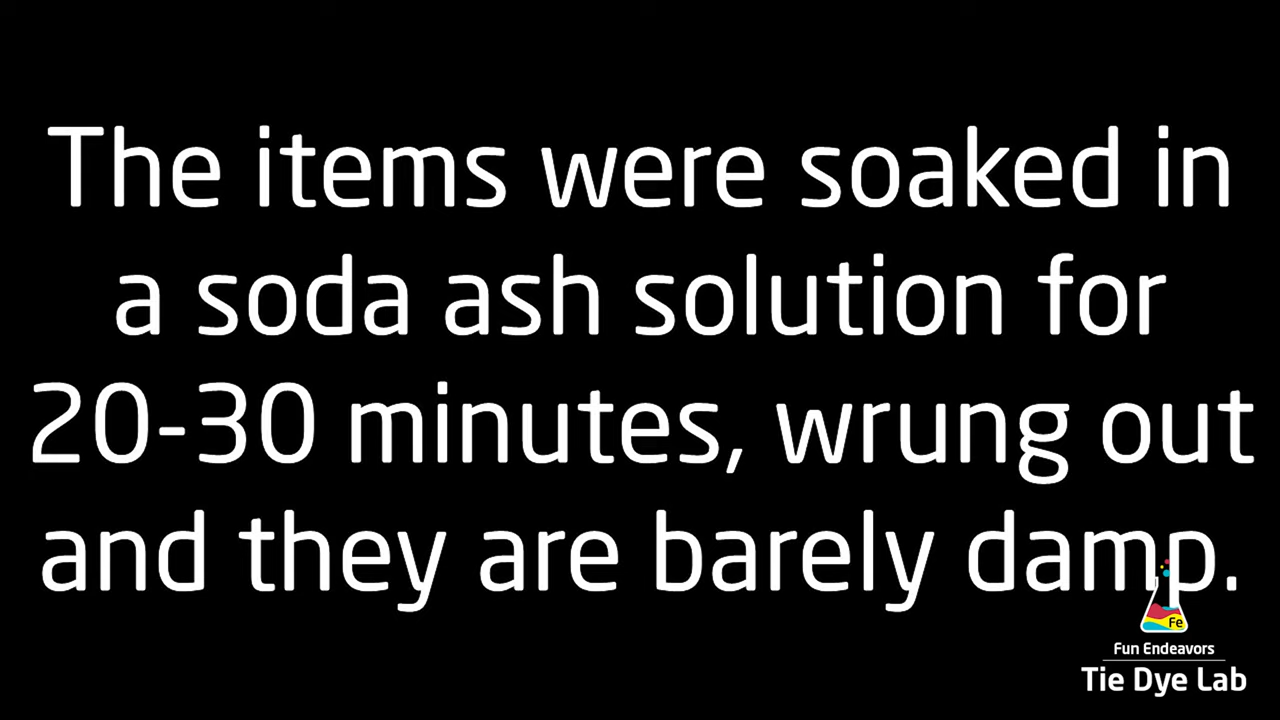 The items were soaked in
a soda ash solution for
20-30 minutes, wrung out
and they are barely damp.
Fe
Fun Endeavors
Tie Dye Lab